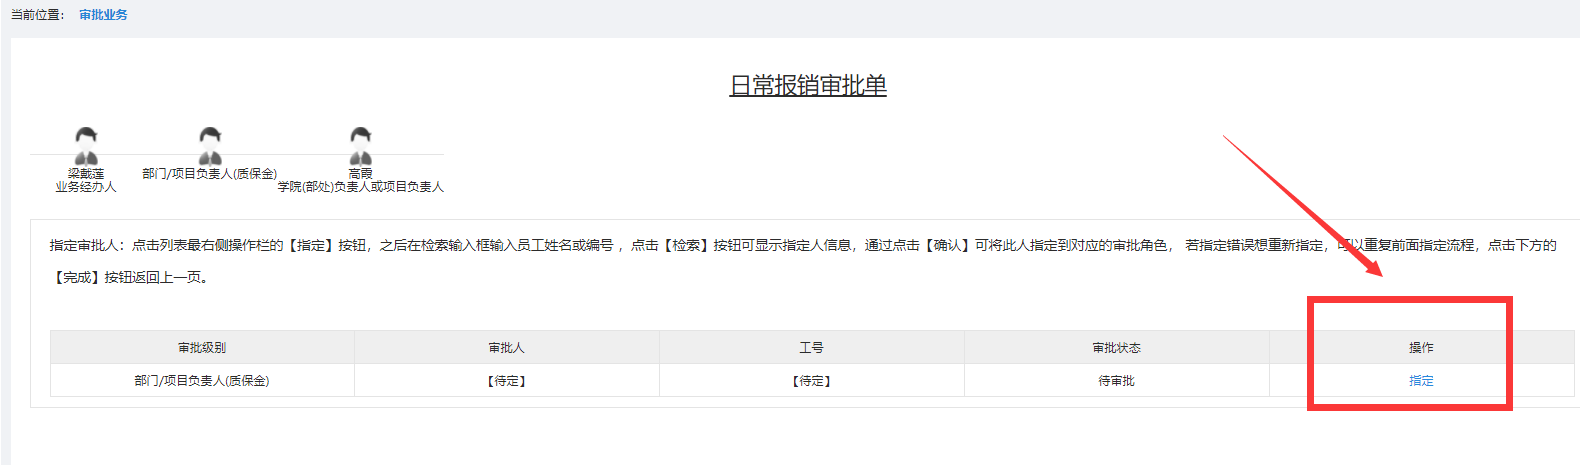 当前位置： 审批业务
日常报销审批单
梁戴莲
业务经办人
部门/项目负责人(质保金)
高霞
学院(部处)负责人或项目负责人
指定审批人：点击列表最右侧操作栏的【指定】按钮，之后在检索输入框输入员工姓名或编号 ，点击【检索】按钮可显示指定人信息，通过点击【确认】可将此人指定到对应的审批角色， 若指定错误想重新指定，可以重复前面指定流程，点击下方的
【完成】按钮返回上一页。
审批级别 审批人 工号 审批状态 操作
部门/项目负责人(质保金) 【待定】 【待定】 待审批 指定